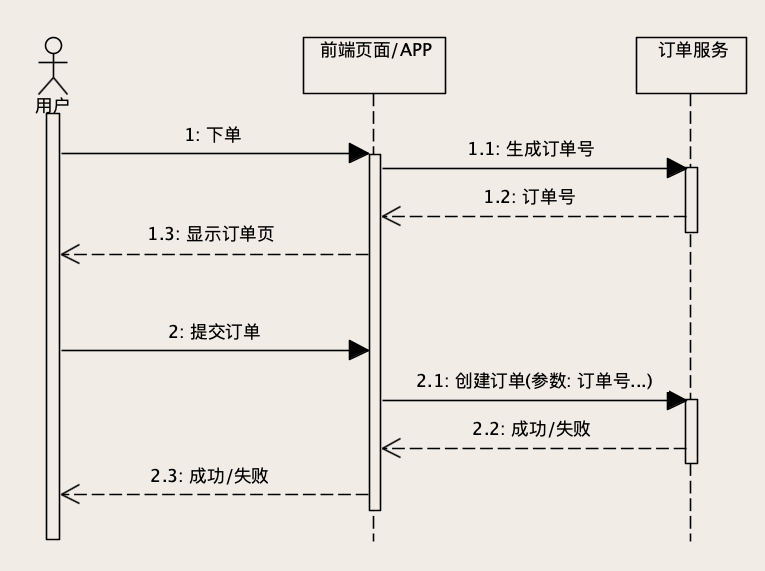 前端页面/APP
订单服务
用户
1: 下单
1.1: 生成订单号
1.2: 订单号
1.3: 显示订单页
2: 提交订单
2.1: 创建订单(参数: 订单号...)
2.2: 成功/失败
2.3: 成功/失败